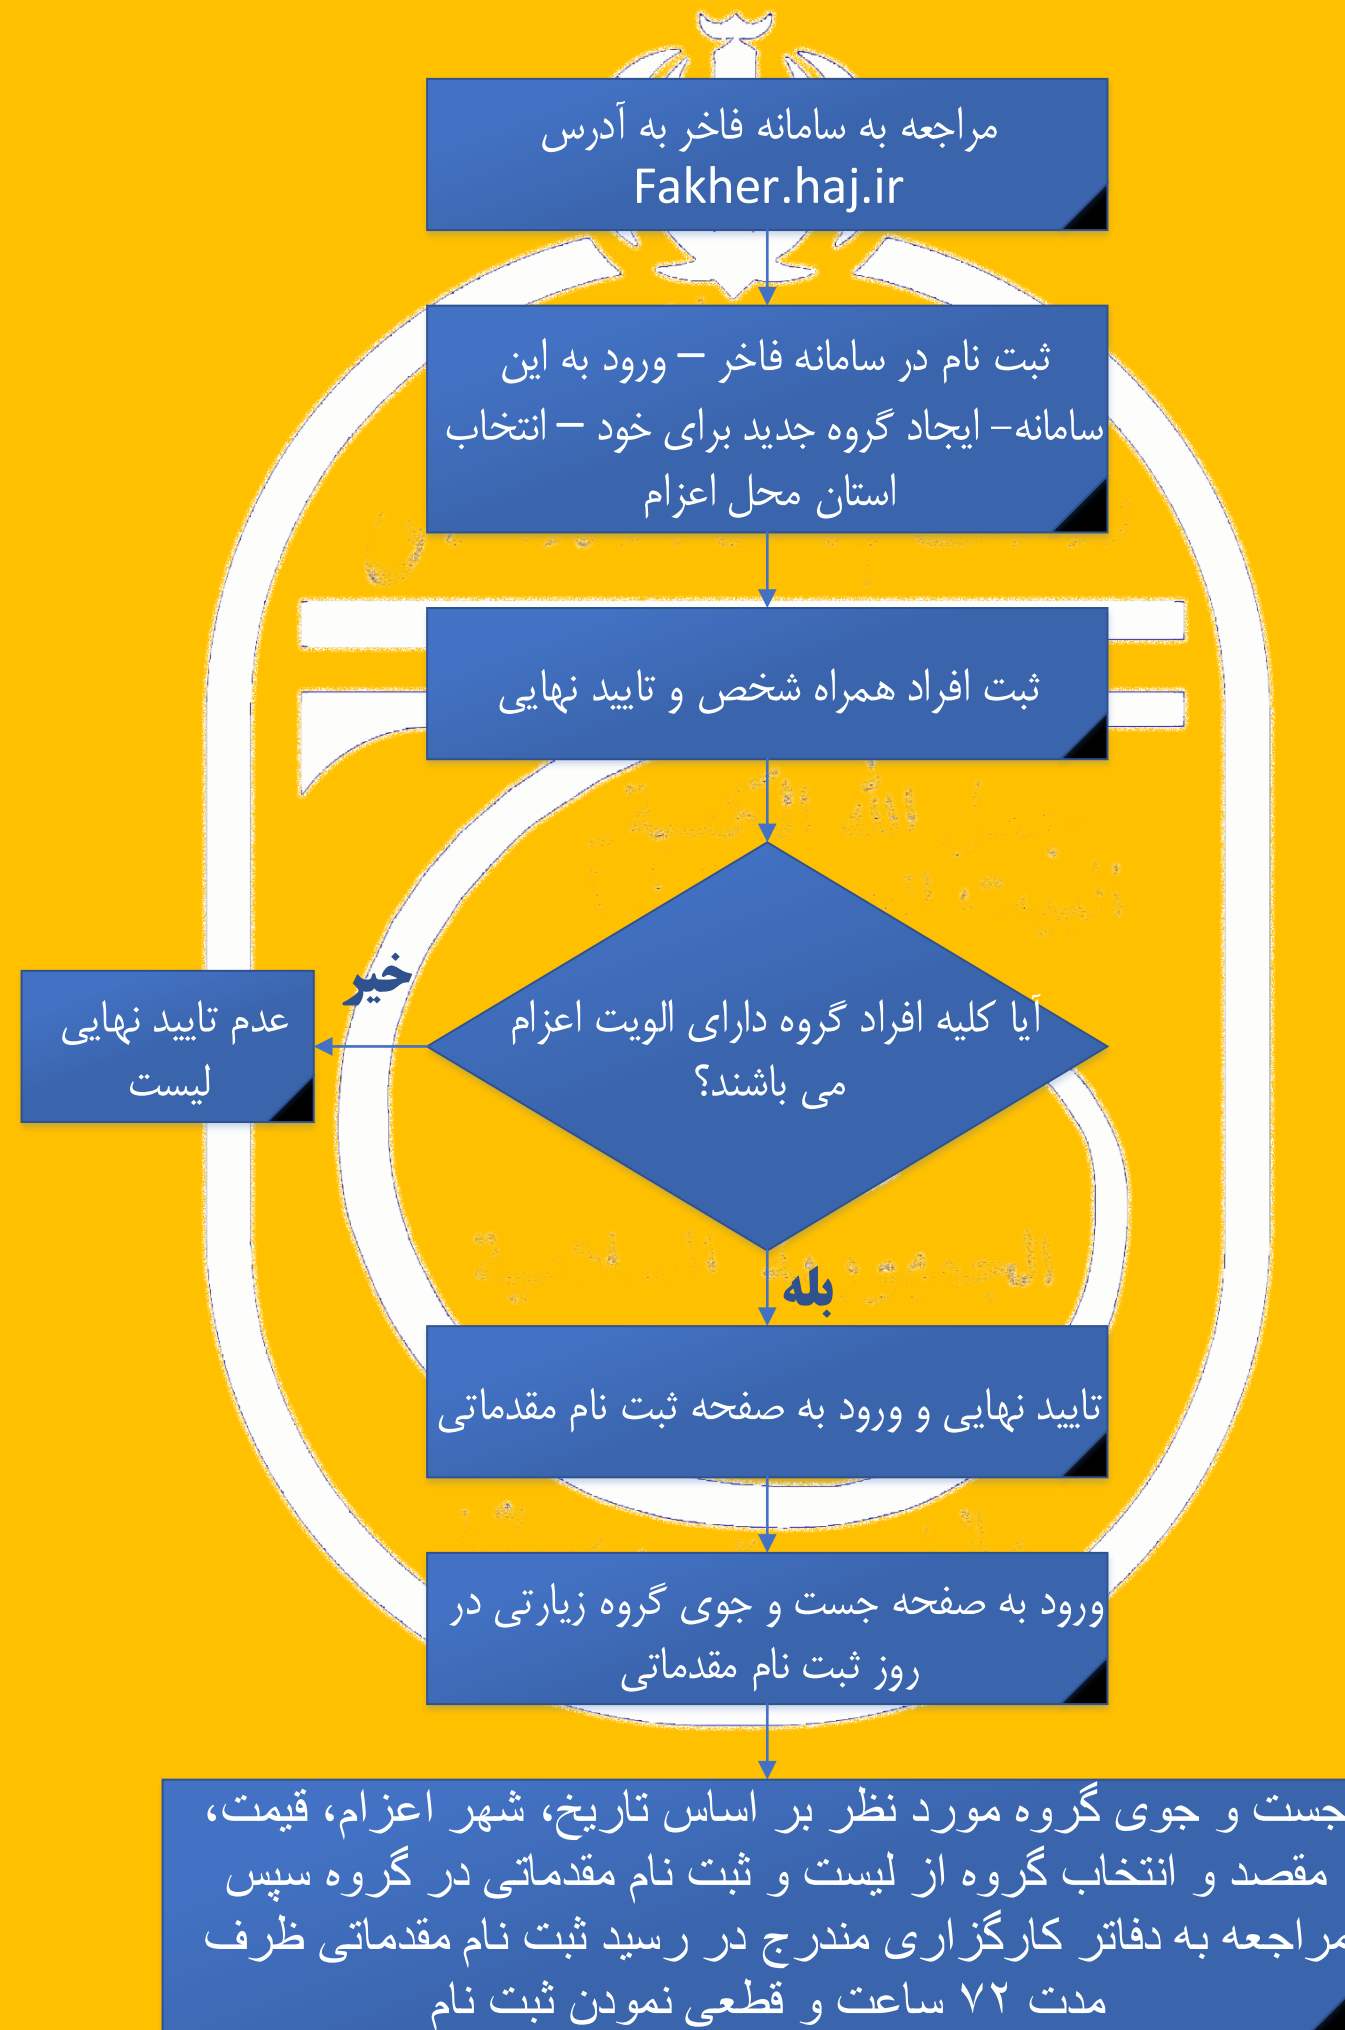 مراجعه به سامانه فاخر به آدرس
Fakher.haj.ir
ثبت نام در سامانه فاخر – ورود به این
سامانه- ایجاد گروه جدید برای خود – انتخاب
استان محل اعزام
ثبت افراد همراه شخص و تایید نهایی
آیا کلیه افراد گروه دارای الویت اعزام
می باشند؟
خیر
عدم تایید نهایی
لیست
بله
تایید نهایی و ورود به صفحه ثبت نام مقدماتی
ورود به صفحه جست و جوی گروه زیارتی در
روز ثبت نام مقدماتی
جست و جوی گروه مورد نظر بر اساس تاریخ، شهر اعزام، قیمت،
مقصد و انتخاب گروه از لیست و ثبت نام مقدماتی در گروه سپس
مراجعه به دفاتر کارگزاری مندرج در رسید ثبت نام مقدماتی ظرف
مدت ۷۲ ساعت و قطعی نمودن ثبت نام